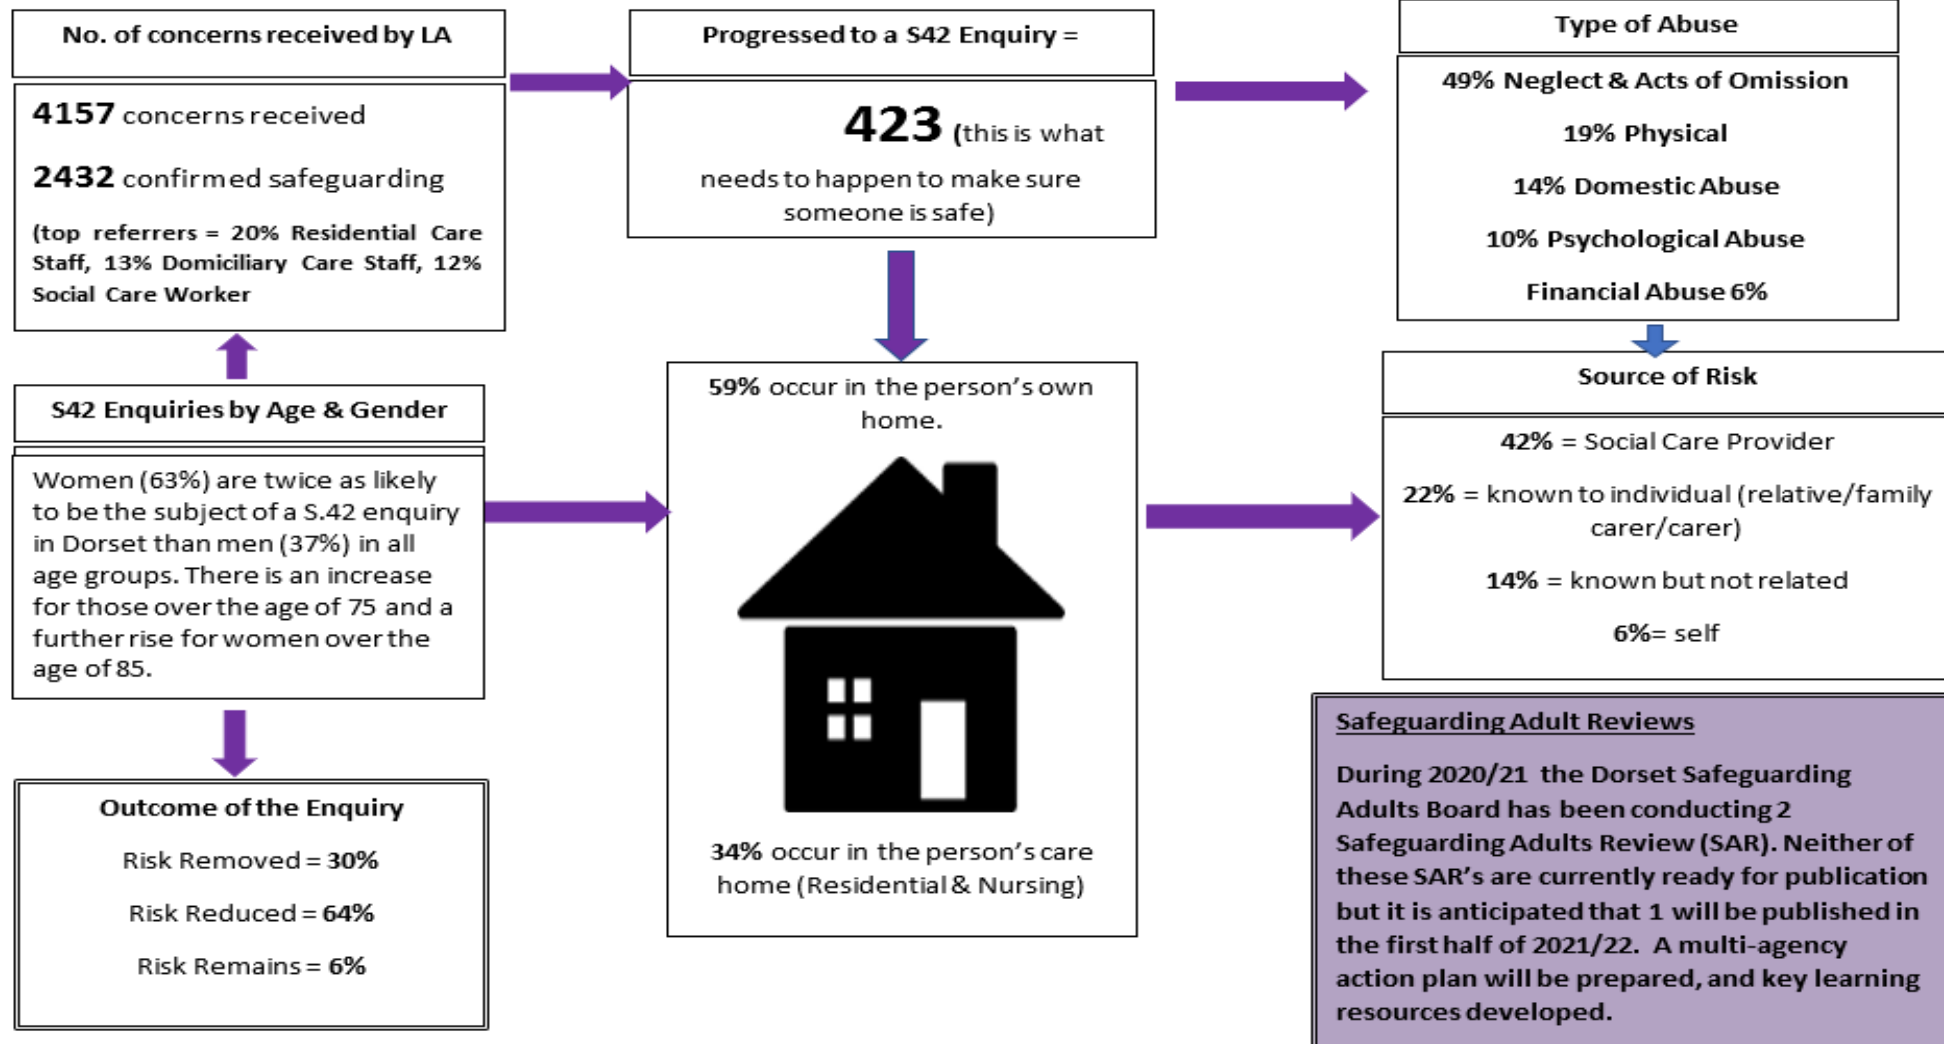 No. of concerns received by LA
4157 concerns received
2432 confirmed safeguarding
(top referrers = 20% Residential Care
Staff, 13% Domiciliary Care Staff, 12%
Social Care Worker
Progressed to a S42 Enquiry =
423 (this is what
needs to happen to make sure
someone is safe)
Type of Abuse
49% Neglect & Acts of Omission
19% Physical
14% Domestic Abuse
10% Psychological Abuse
Financial Abuse 6%
S42 Enquiries by Age & Gender
Women (63%) are twice as likely
to be the subject of a S.42 enquiry
in Dorset than men (37%) in all
age groups. There is an increase
for those over the age of 75 and a
further rise for women over the
age of 85.
59% occur in the person's own
home.
34% occur in the person's care
home (Residential & Nursing)
Source of Risk
42% = Social Care Provider
22% = known to individual (relative/family
carer/carer)
14% = known but not related
6%= self
Outcome of the Enquiry
Risk Removed = 30%
Risk Reduced = 64%
Risk Remains = 6%
Safeguarding Adult Reviews
During 2020/21 the Dorset Safeguarding
Adults Board has been conducting 2
Safeguarding Adults Review (SAR). Neither of
these SAR's are currently ready for publication
but it is anticipated that 1 will be published in
the first half of 2021/22. A multi-agency
action plan will be prepared, and key learning
resources developed.